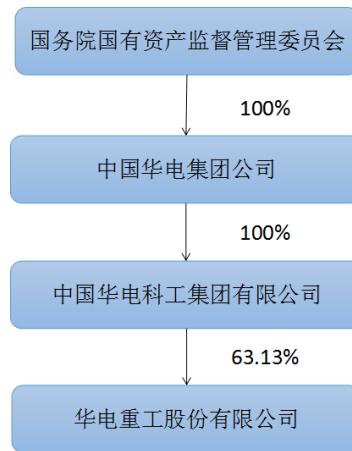 国务院国有资产监督管理委员会
100%
中国华电集团公司
100%
中国华电科工集团有限公司
63.13%
华电重工股份有限公司